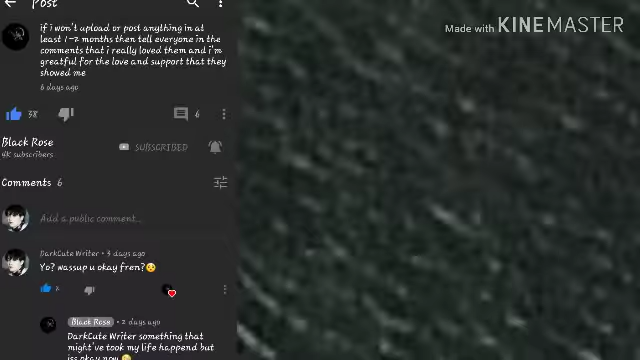 Post
if i won't upload or post anything in at
least 1-2 months then tell everyone in the
comments that i really loved them and i'm
greatful for the love and support that they
showed me
6 days ago
38
6
Black Rose
4K subscribers
SUBSCRIBED
Comments 6
Add a public comment...
DarkCute Writer • 3 days ago
Yo? wassup u okay fren?
2
Black Rose • 2 days ago
DarkCute Writer something that
might've took my life happend but
iss okay now
Made with KINEMASTER